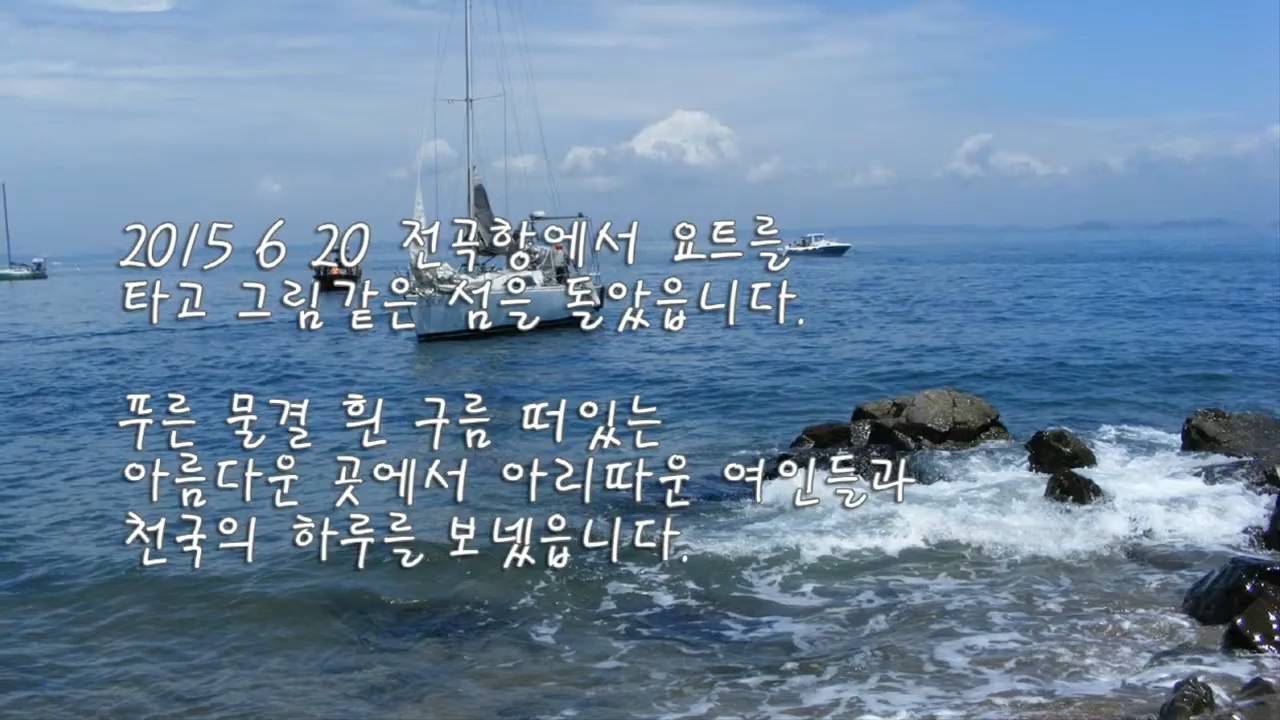 2015 6 20 전곡항에서 요트를
타고 그림같은 섬을 돌았읍니다.
푸른 물결 흰 구름 떠있는
아름다운 곳에서 아리따운 여인들과
천국의 하루를 보넸읍니다.